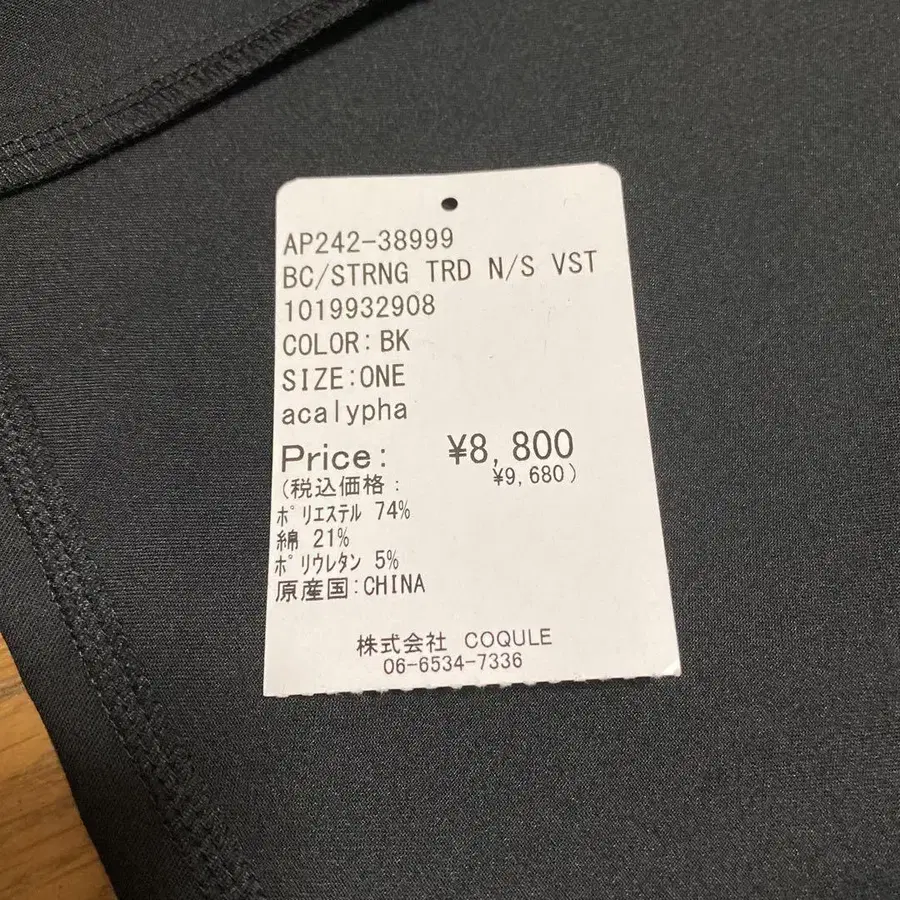 AP242-38999
BC/STRNG TRD N/S VST
1019932908
COLOR:BK
SIZE:ONE
acalypha
Price: ¥8,800
(税込価格: ¥9,680)
ﾎﾟﾘｴｽﾃﾙ 74%
綿 21%
ﾎﾟﾘｳﾚﾀﾝ 5%
原産国:CHINA
株式会社 COQULE
06-6534-7336